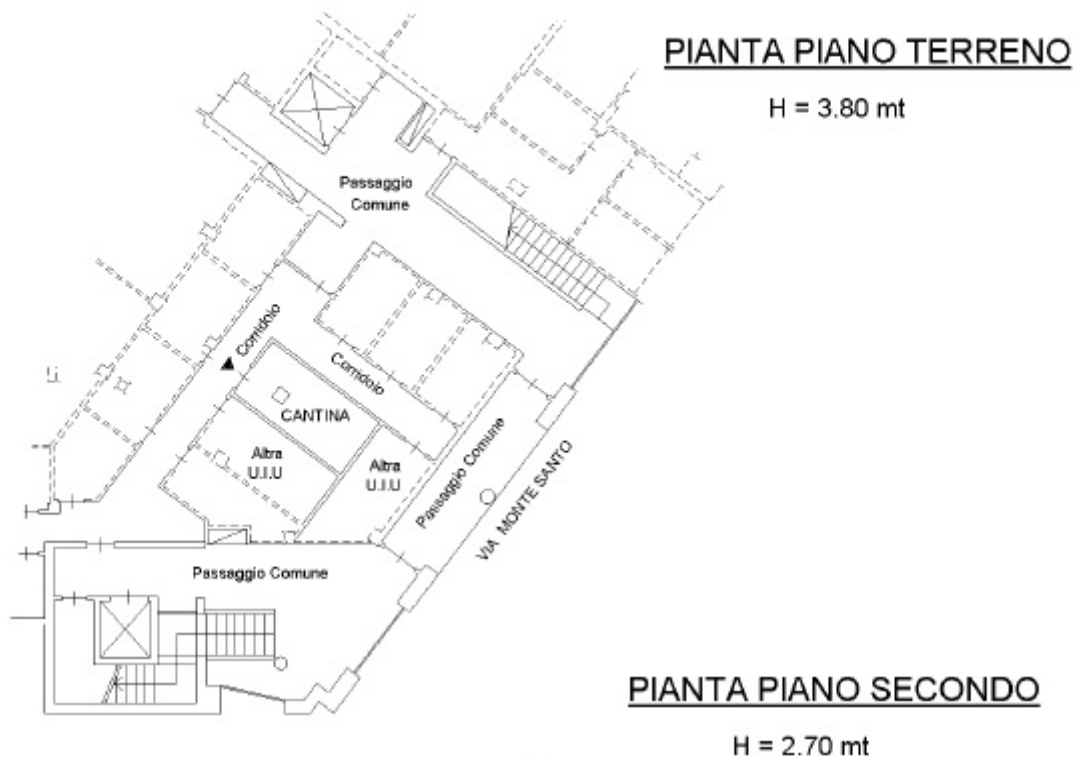 PIANTA PIANO TERRENO
H = 3.80 mt
Passaggio
Comune
Corridoio
Corridoio
CANTINA
Altra
U.I.U
Altra
U.I.U
Passaggio Comune
VIA MONTE SANTO
Passaggio Comune
PIANTA PIANO SECONDO
H = 2.70 mt